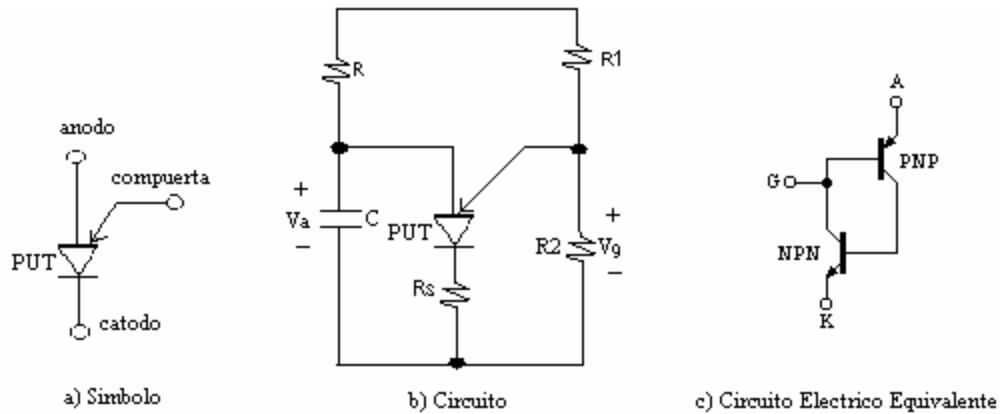 anodo
compuerta
PUT
catodo
a) Simbolo
R
R1
+
Va
-
C
PUT
Rs
R2
+
Vg
-
b) Circuito
A
PNP
G
NPN
K
c) Circuito Electrico Equivalente